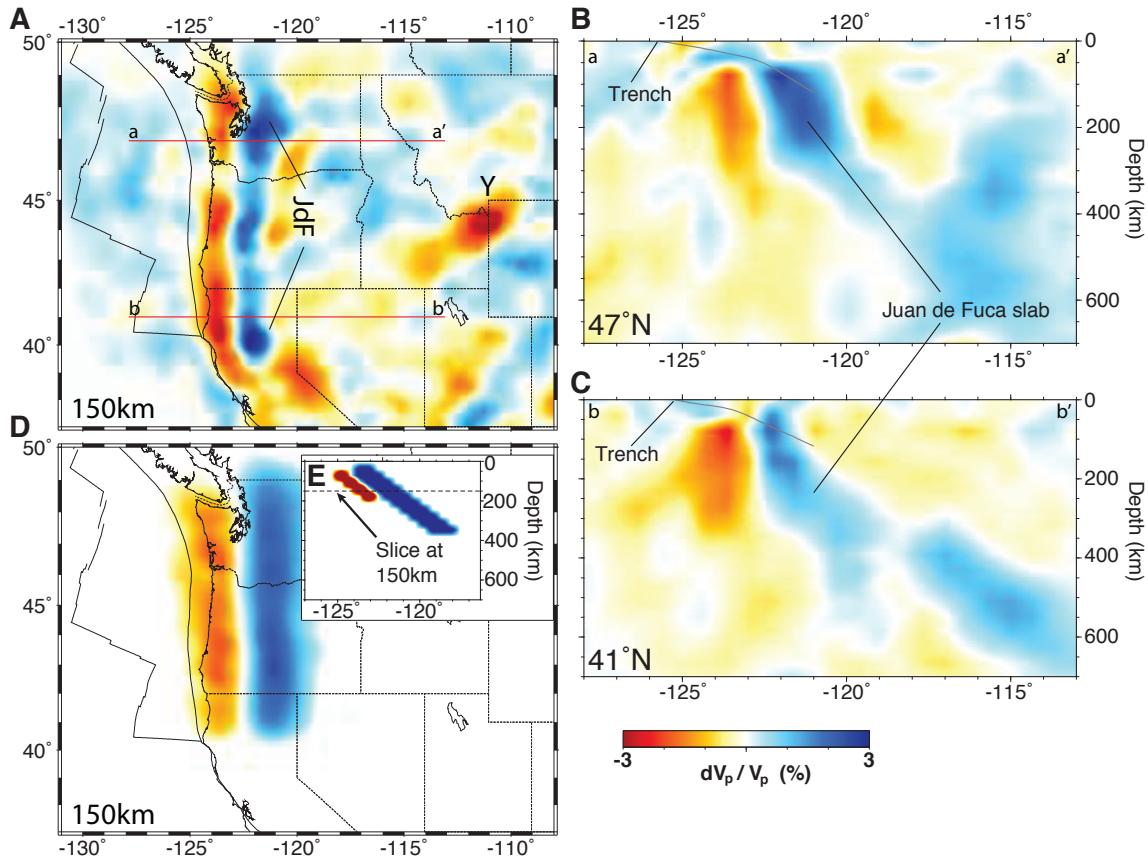 A
-130˚ -125˚ -120˚ -115˚ -110˚
50˚
45˚
40˚
a a′
b b′
JdF
Y
150km
B
-125˚ -120˚ -115˚
a a′
Trench
0
200
400
600
Depth (km)
47˚N
-125˚ -120˚ -115˚
Juan de Fuca slab
C
b b′
Trench
0
200
400
600
Depth (km)
41˚N
-125˚ -120˚ -115˚
-3 3
dVp / Vp (%)
D
50˚
45˚
40˚
150km
-130˚ -125˚ -120˚ -115˚ -110˚
E
0
200
400
600
Depth (km)
Slice at
150km
-125˚ -120˚